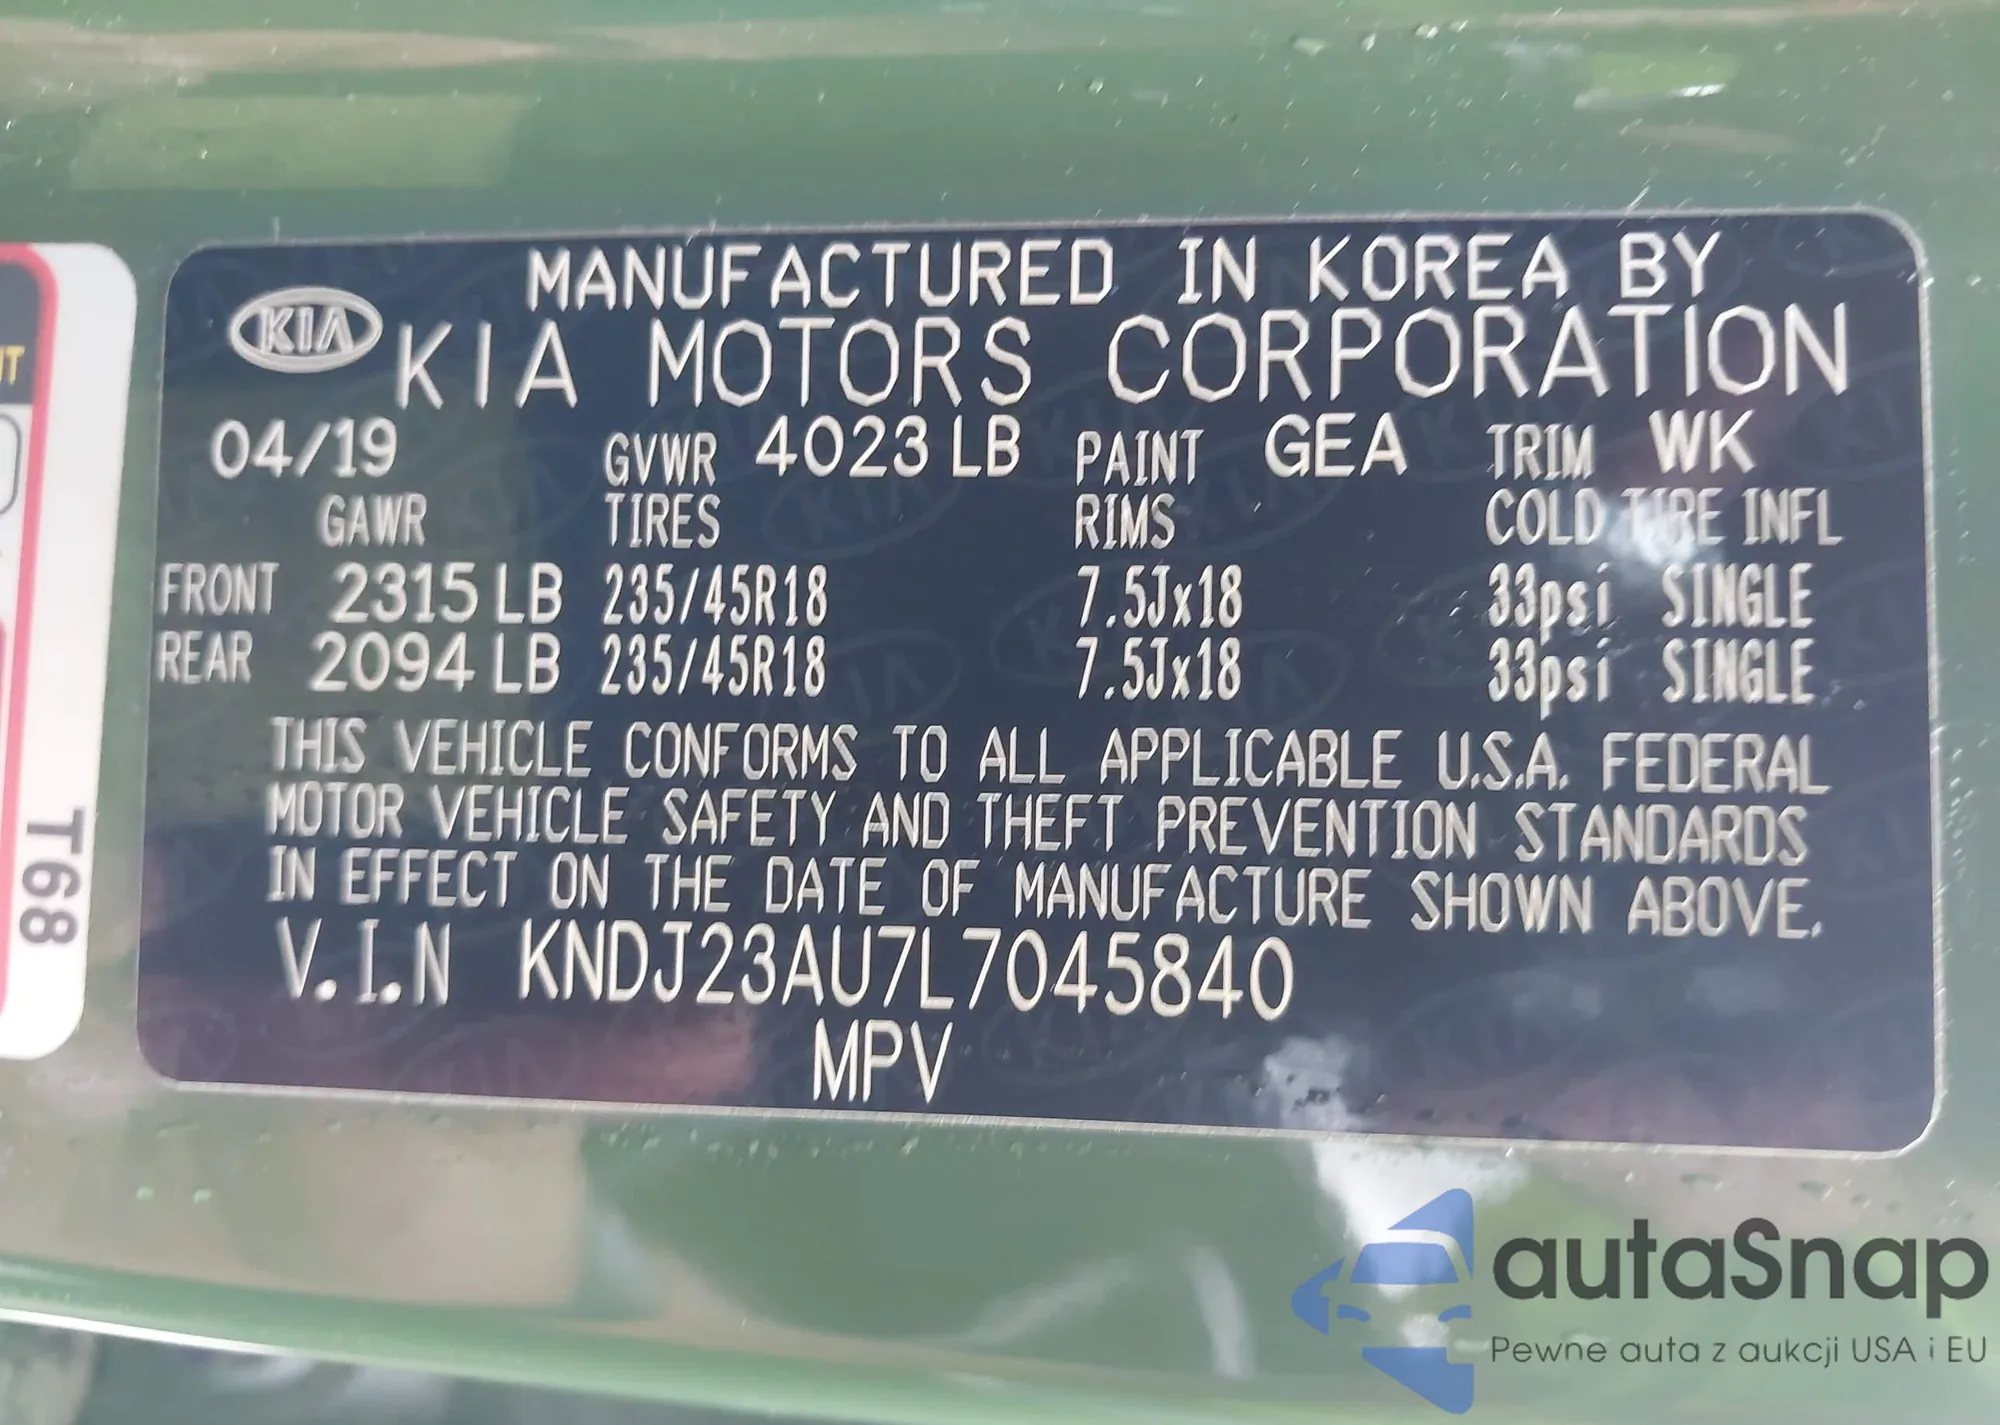 MANUFACTURED IN KOREA BY
KIA KIA MOTORS CORPORATION
04/19 GVWR 4023 LB PAINT GEA TRIM WK
GAWR TIRES RIMS COLD TIRE INFL
FRONT 2315 LB 235/45R18 7.5Jx18 33psi SINGLE
REAR 2094 LB 235/45R18 7.5Jx18 33psi SINGLE
THIS VEHICLE CONFORMS TO ALL APPLICABLE U.S.A. FEDERAL
MOTOR VEHICLE SAFETY AND THEFT PREVENTION STANDARDS
IN EFFECT ON THE DATE OF MANUFACTURE SHOWN ABOVE.
V.I.N KNDJ23AU7L7045840
MPV
T68
autaSnap
Pewne auta z aukcji USA i EU